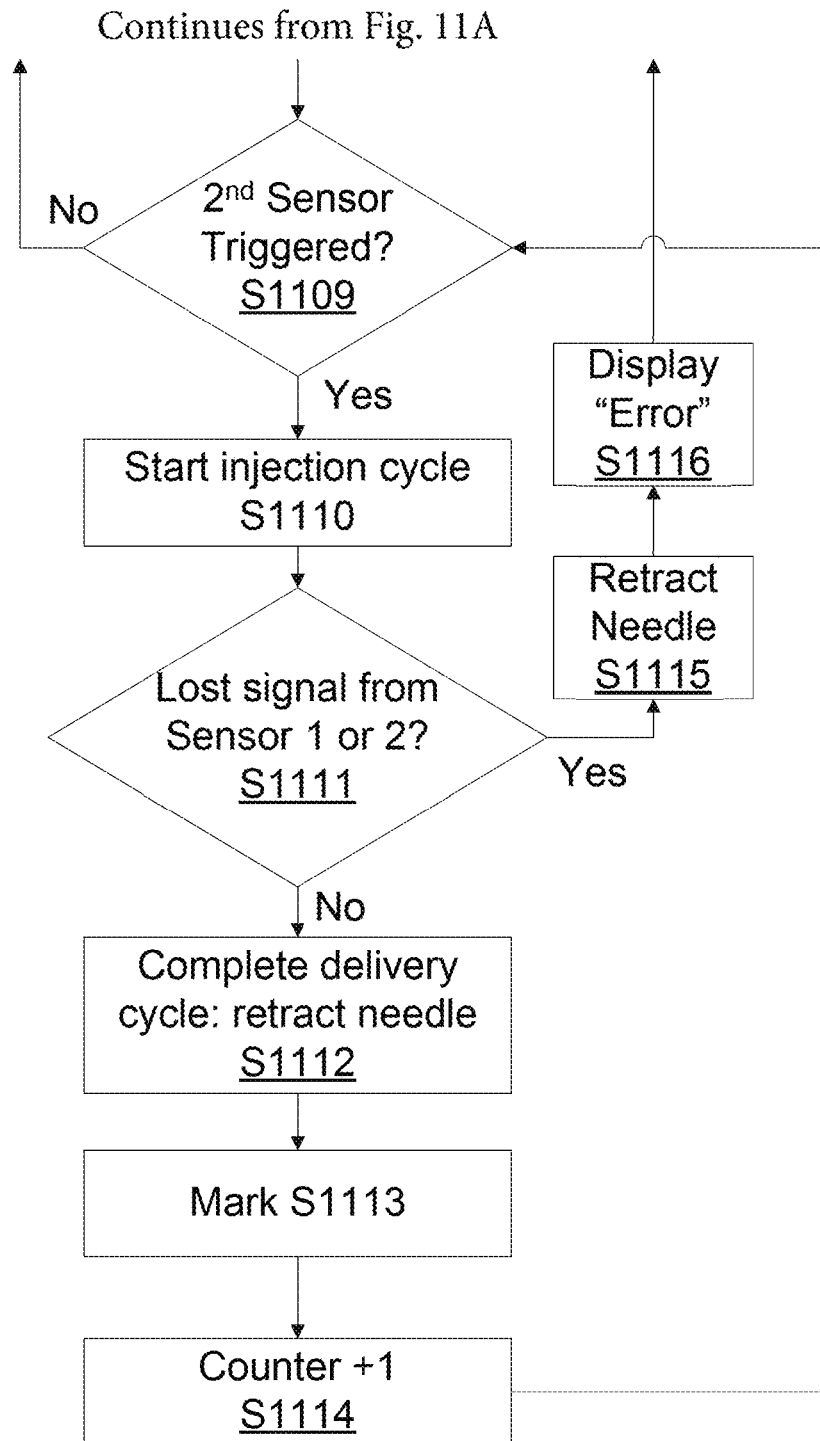 Continues from Fig. 11A
No
2nd Sensor
Triggered?
S1109
Yes
Display
“Error”
S1116
Start injection cycle
S1110
Retract
Needle
S1115
Lost signal from
Sensor 1 or 2?
S1111
Yes
No
Complete delivery
cycle: retract needle
S1112
Mark S1113
Counter +1
S1114